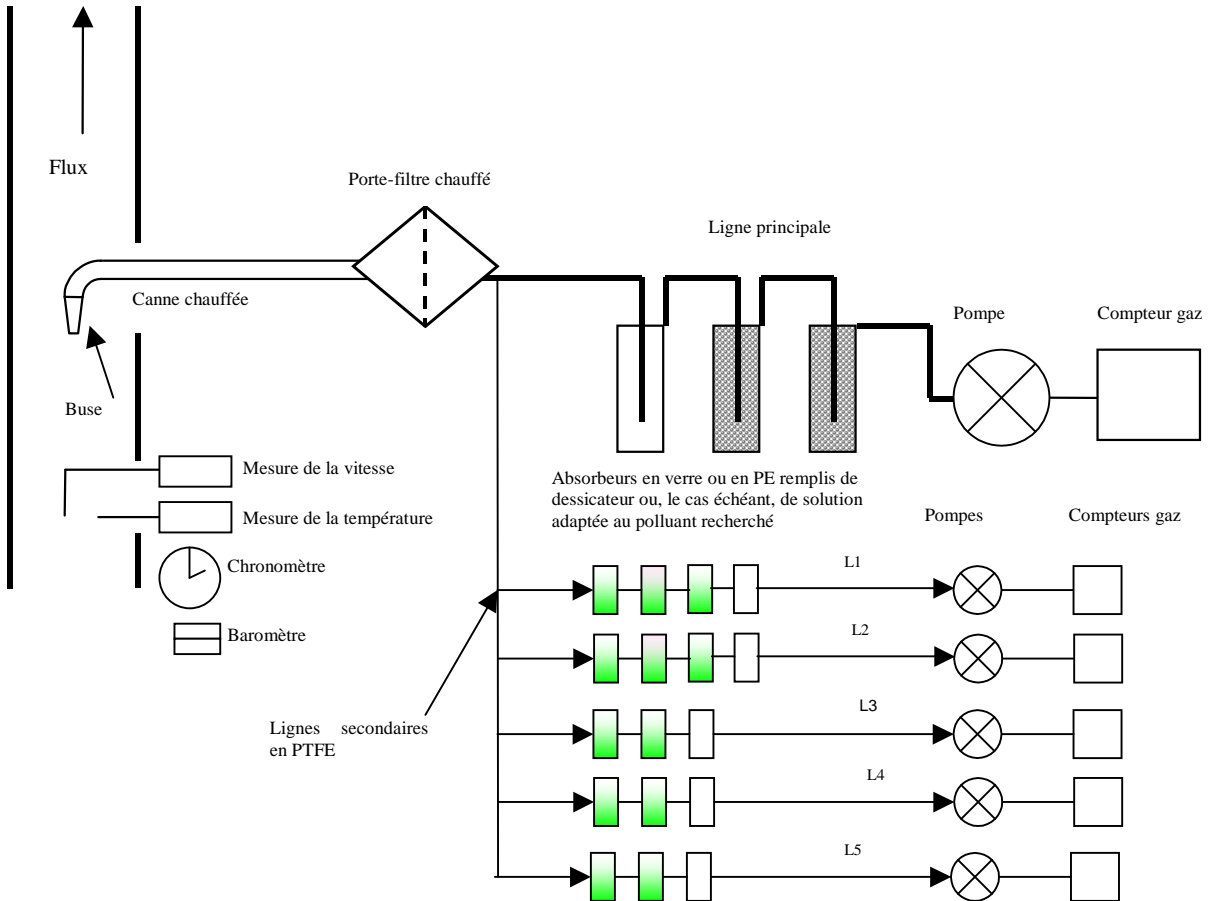 Flux
Porte-filtre chauffé
Ligne principale
Canne chauffée
Pompe
Compteur gaz
Buse
Mesure de la vitesse
Absorbeurs en verre ou en PE remplis de
dessicateur ou, le cas échéant, de solution
adaptée au polluant recherché
Mesure de la température
Pompes
Compteurs gaz
Chronomètre
L1
Baromètre
L2
Lignes secondaires
en PTFE
L3
L4
L5